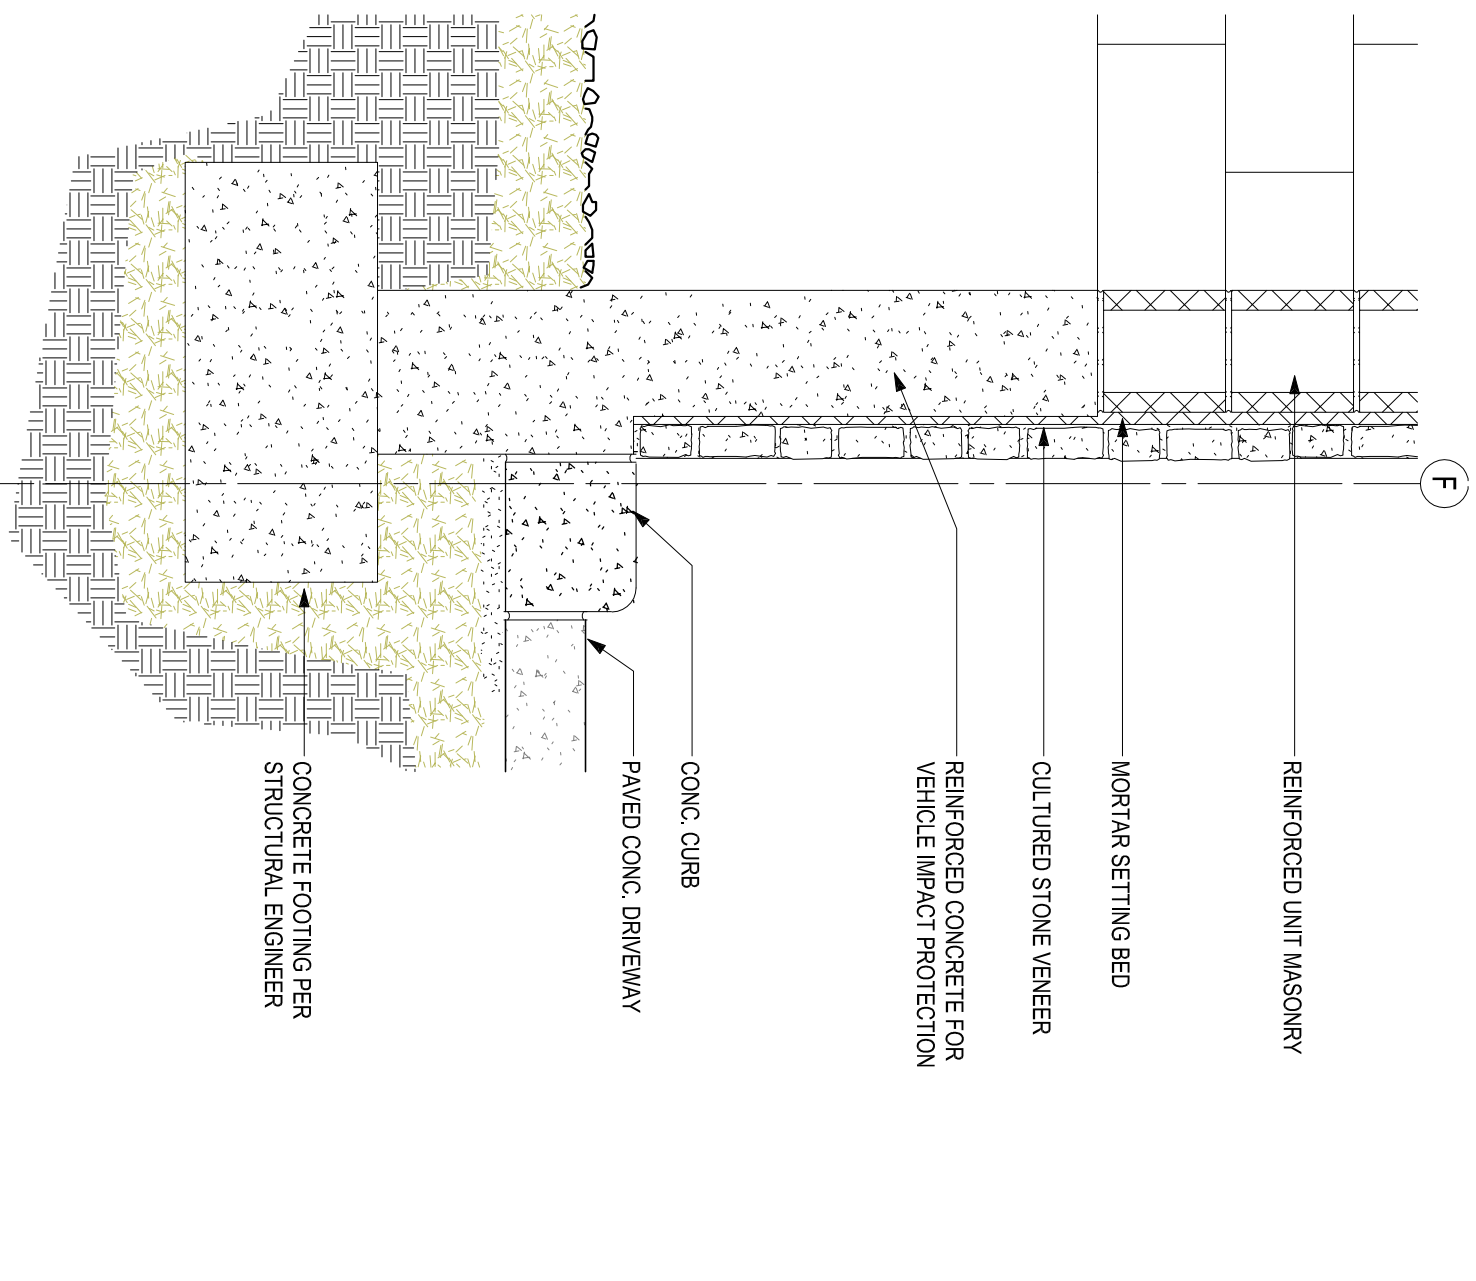 F
REINFORCED UNIT MASONRY
MORTAR SETTING BED
CULTURED STONE VENEER
REINFORCED CONCRETE FOR
VEHICLE IMPACT PROTECTION
CONC. CURB
PAVED CONC. DRIVEWAY
CONCRETE FOOTING PER
STRUCTURAL ENGINEER